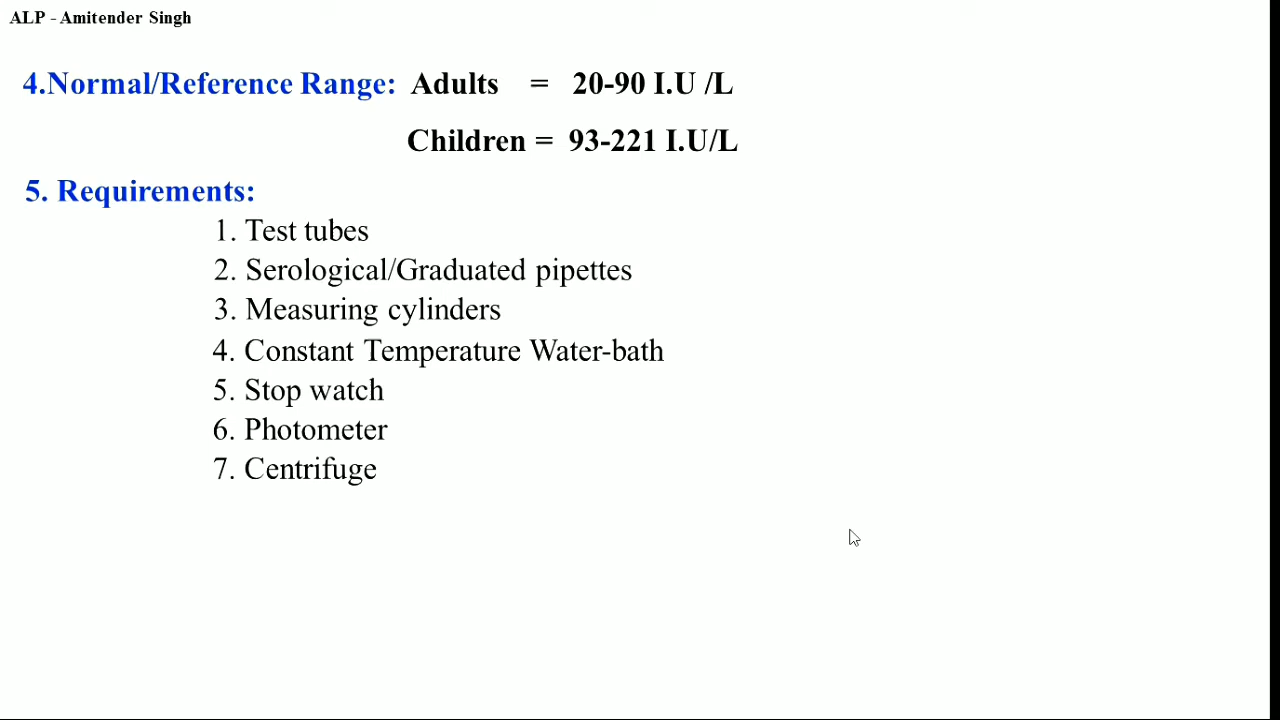 ALP - Amitender Singh
4.Normal/Reference Range: Adults = 20-90 I.U /L
Children = 93-221 I.U/L
5. Requirements:
1. Test tubes
2. Serological/Graduated pipettes
3. Measuring cylinders
4. Constant Temperature Water-bath
5. Stop watch
6. Photometer
7. Centrifuge